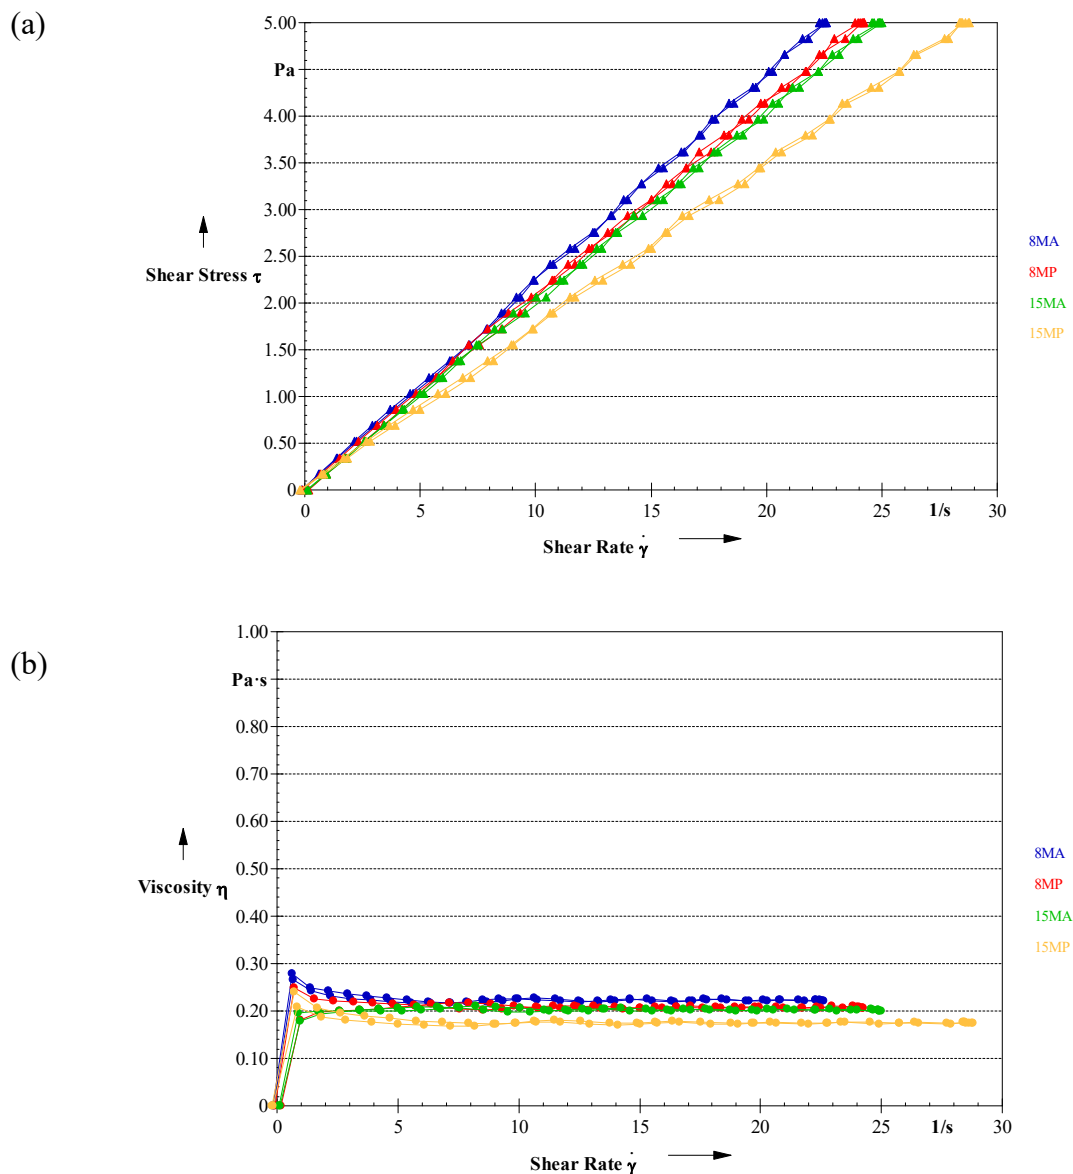 (a)
5.00
Pa
4.00
3.50
3.00
2.50
2.00
1.50
1.00
0.50
0
Shear Stress τ
0 5 10 15 20 25 1/s 30
Shear Rate γ̇
8MA
8MP
15MA
15MP
(b)
1.00
Pa·s
0.80
0.70
0.60
0.50
0.40
0.30
0.20
0.10
0
Viscosity η
0 5 10 15 20 25 1/s 30
Shear Rate γ̇
8MA
8MP
15MA
15MP